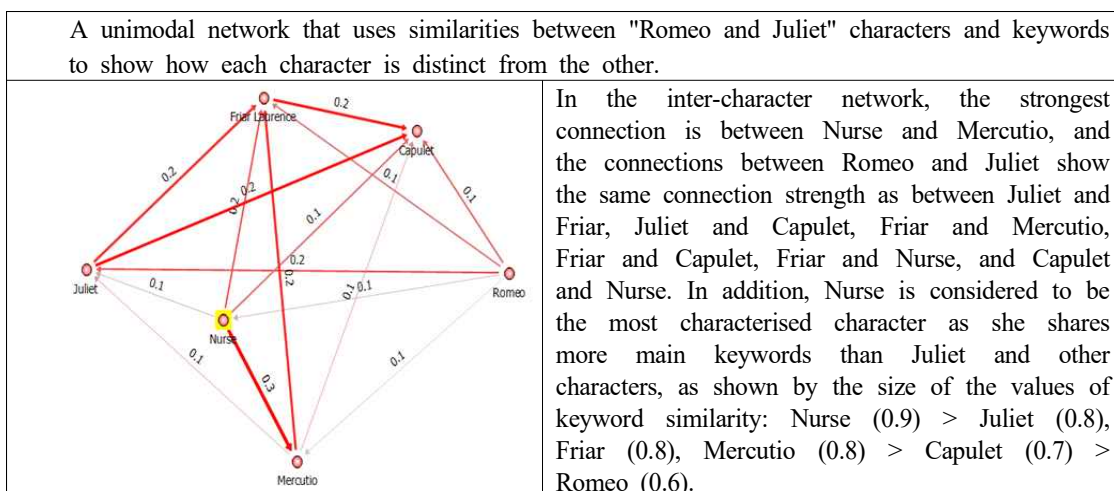 A unimodal network that uses similarities between "Romeo and Juliet" characters and keywords
to show how each character is distinct from the other.
Friar Laurence
0.2
Capulet
0.2
0.2
0.2
0.1
0.1
0.1
0.2
0.2
Juliet
0.1
0.1
0.1
Romeo
Nurse
0.1
0.3
0.1
Mercutio
In the inter-character network, the strongest
connection is between Nurse and Mercutio, and
the connections between Romeo and Juliet show
the same connection strength as between Juliet and
Friar, Juliet and Capulet, Friar and Mercutio,
Friar and Capulet, Friar and Nurse, and Capulet
and Nurse. In addition, Nurse is considered to be
the most characterised character as she shares
more main keywords than Juliet and other
characters, as shown by the size of the values of
keyword similarity: Nurse (0.9) > Juliet (0.8),
Friar (0.8), Mercutio (0.8) > Capulet (0.7) >
Romeo (0.6).